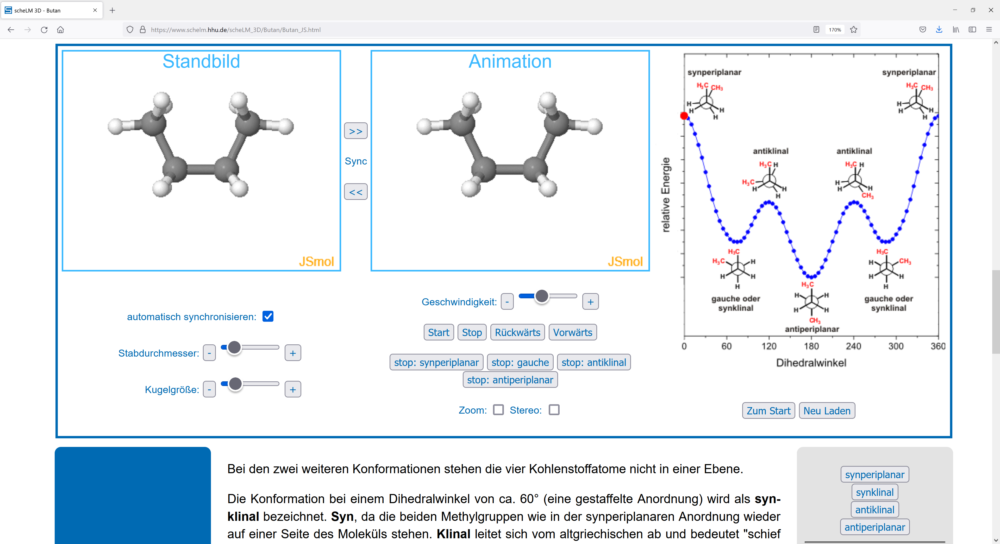 scheLM 3D - Butan
https://www.schelm.hhu.de/scheLM_3D/Butan/Butan_JS.html
170%
Standbild
JSmol
>>
Sync
<<
Animation
JSmol
automatisch synchronisieren:
Stabdurchmesser: - +
Kugelgröße: - +
Geschwindigkeit: - +
Start Stop Rückwärts Vorwärts
stop: synperiplanar stop: gauche stop: antiklinal
stop: antiperiplanar
Zoom: Stereo:
relative Energie
synperiplanar synperiplanar
H₃C CH₃ H₃C CH₃
H H H H
H H H H
antiklinal antiklinal
H₃C H H₃C H
H₃C H
H H H H
H CH₃
H₃C H₃C
H₃C H H CH₃
H H H H
H H
gauche oder
synklinal
gauche oder
synklinal
H₃C
H H
H H
CH₃
antiperiplanar
0 60 120 180 240 300 360
Dihedralwinkel
Zum Start Neu Laden
Bei den zwei weiteren Konformationen stehen die vier Kohlenstoffatome nicht in einer Ebene.
Die Konformation bei einem Dihedralwinkel von ca. 60° (eine gestaffelte Anordnung) wird als syn-
klinal bezeichnet. Syn, da die beiden Methylgruppen wie in der synperiplanaren Anordnung wieder
auf einer Seite des Moleküls stehen. Klinal leitet sich vom altgriechischen ab und bedeutet "schief
synperiplanar
synklinal
antiklinal
antiperiplanar